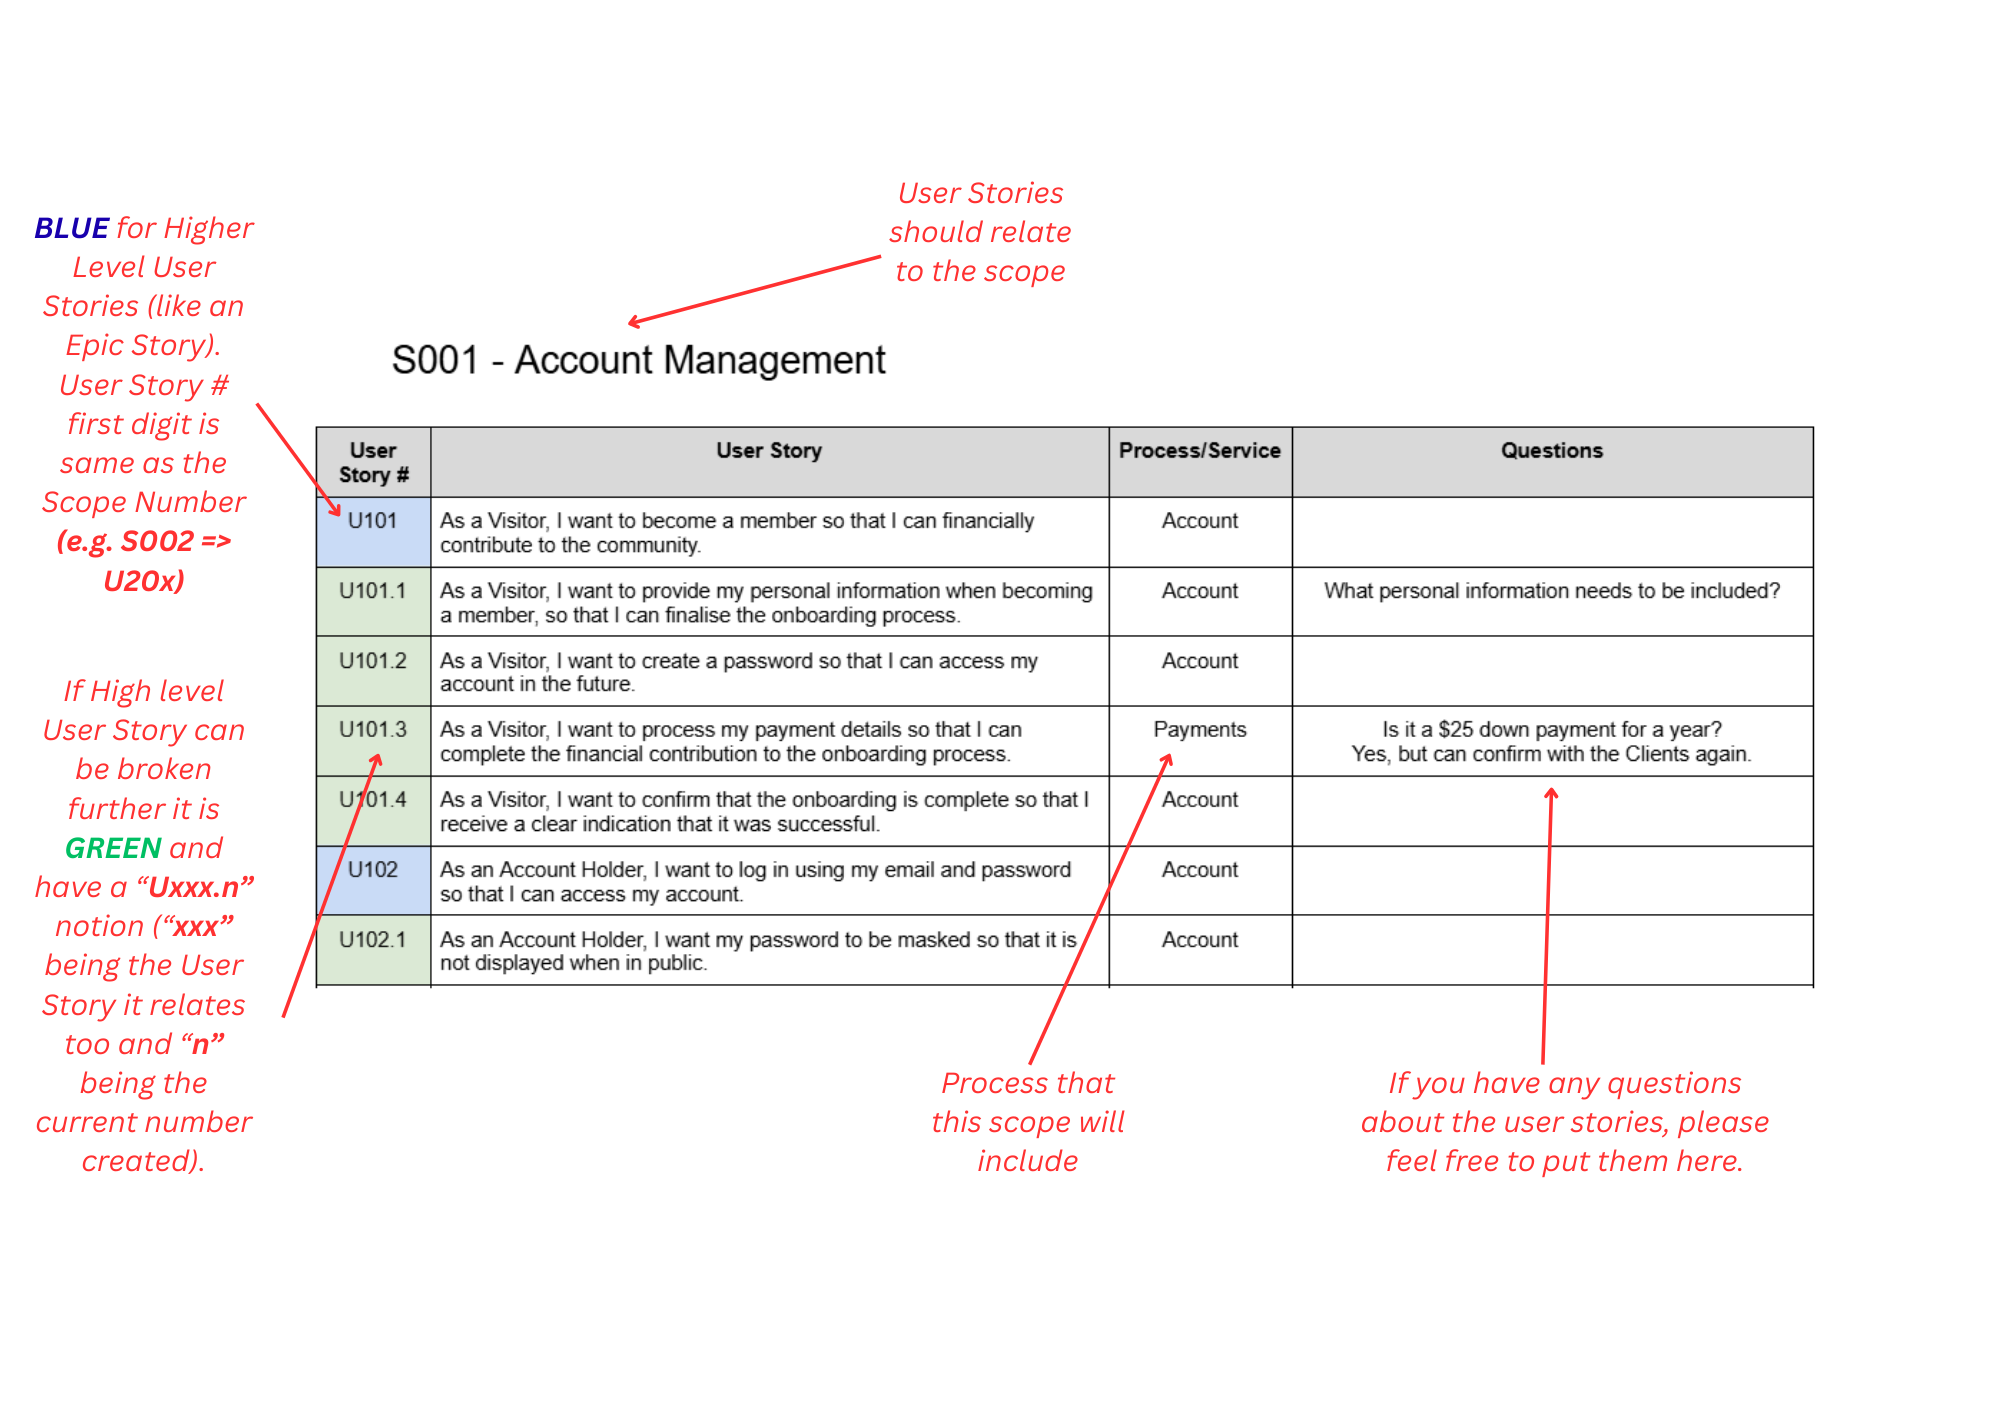 User Stories
should relate
to the scope
BLUE for Higher
Level User
Stories (like an
Epic Story).
User Story #
first digit is
same as the
Scope Number
(e.g. S002 =>
U20x)
If High level
User Story can
be broken
further it is
GREEN and
have a “Uxxx.n”
notion (“xxx”
being the User
Story it relates
too and “n”
being the
current number
created).
S001 - Account Management
User
Story #
User Story
Process/Service
Questions
U101
As a Visitor, I want to become a member so that I can financially
contribute to the community.
Account
U101.1
As a Visitor, I want to provide my personal information when becoming
a member, so that I can finalise the onboarding process.
Account
What personal information needs to be included?
U101.2
As a Visitor, I want to create a password so that I can access my
account in the future.
Account
U101.3
As a Visitor, I want to process my payment details so that I can
complete the financial contribution to the onboarding process.
Payments
Is it a $25 down payment for a year?
Yes, but can confirm with the Clients again.
U101.4
As a Visitor, I want to confirm that the onboarding is complete so that I
receive a clear indication that it was successful.
Account
U102
As an Account Holder, I want to log in using my email and password
so that I can access my account.
Account
U102.1
As an Account Holder, I want my password to be masked so that it is
not displayed when in public.
Account
Process that
this scope will
include
If you have any questions
about the user stories, please
feel free to put them here.